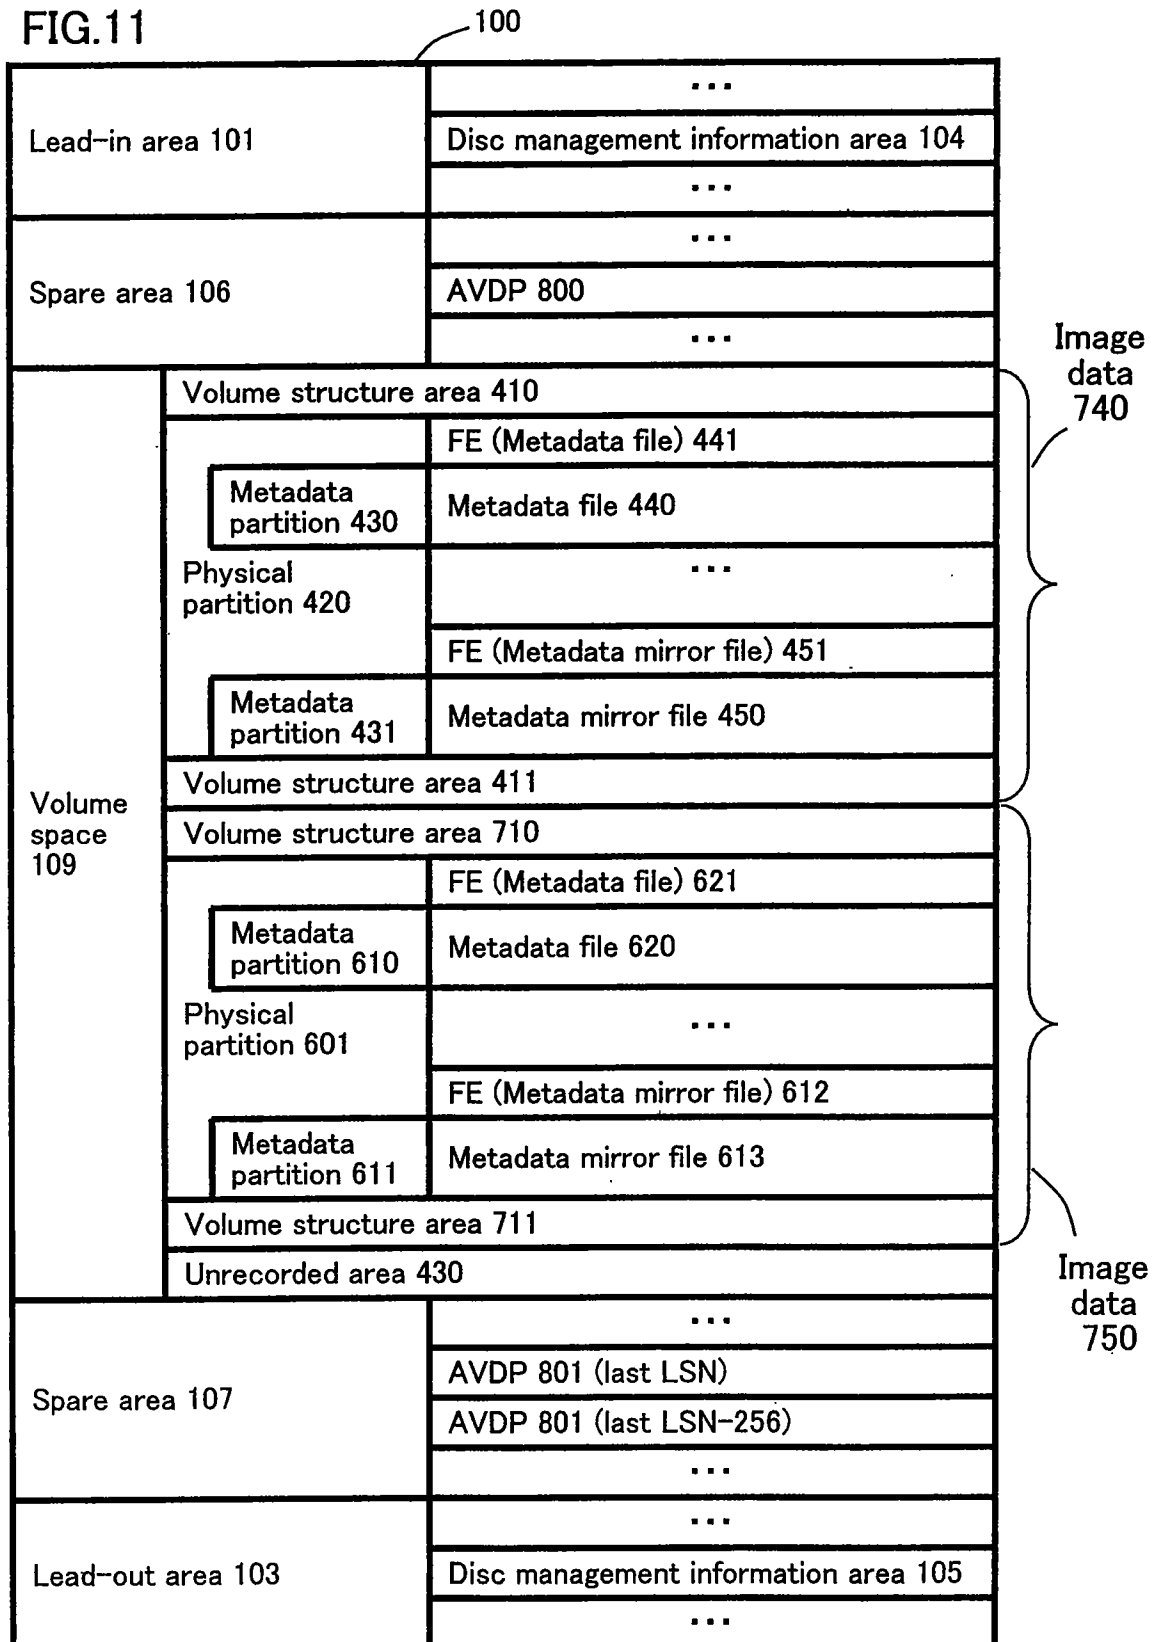 FIG.11
100
...
Lead-in area 101
Disc management information area 104
...
...
Spare area 106
AVDP 800
...
Image
data
740
Volume structure area 410
FE (Metadata file) 441
Metadata
partition 430
Metadata file 440
Physical
partition 420
...
FE (Metadata mirror file) 451
Metadata
partition 431
Metadata mirror file 450
Volume structure area 411
Volume
space
109
Volume structure area 710
FE (Metadata file) 621
Metadata
partition 610
Metadata file 620
Physical
partition 601
...
FE (Metadata mirror file) 612
Metadata
partition 611
Metadata mirror file 613
Volume structure area 711
Unrecorded area 430
Image
data
750
...
Spare area 107
AVDP 801 (last LSN)
AVDP 801 (last LSN-256)
...
...
Lead-out area 103
Disc management information area 105
...